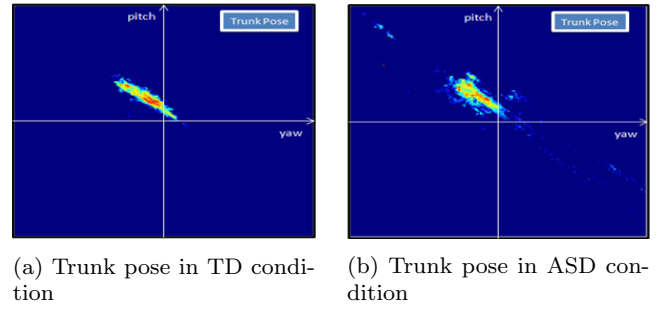 pitch
Trunk Pose
yaw
pitch
Trunk Pose
yaw
(a) Trunk pose in TD condi-
tion
(b) Trunk pose in ASD con-
dition